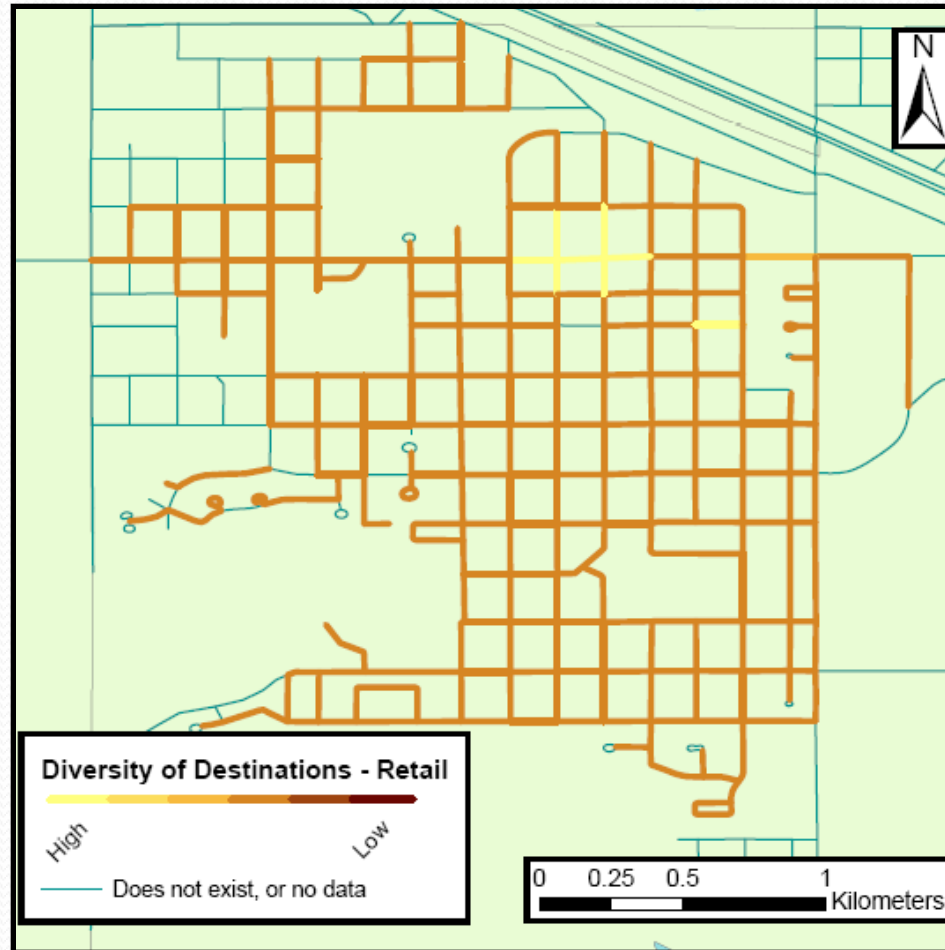 N
Diversity of Destinations - Retail
High
Low
Does not exist, or no data
0 0.25 0.5 1
Kilometers